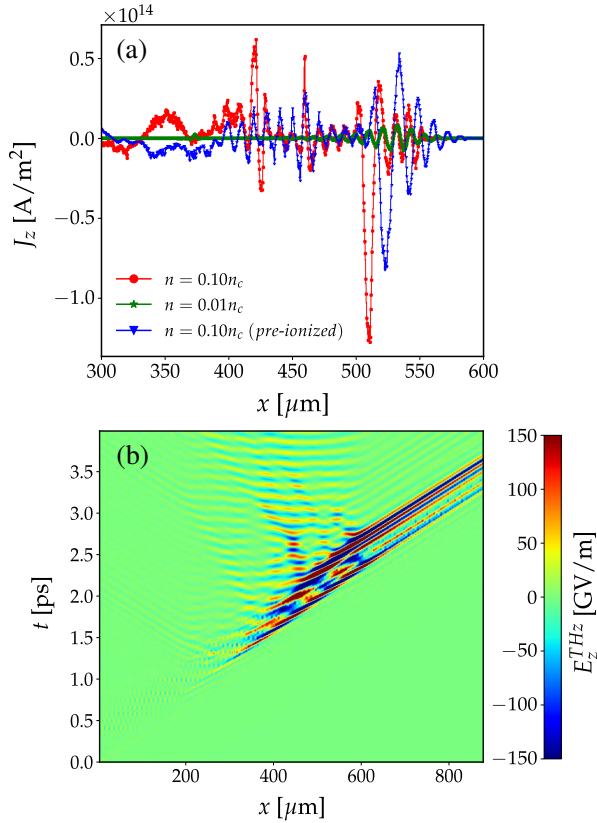 ×10¹⁴
(a)
0.5
0.0
−0.5
−1.0
J_z [A/m²]
n = 0.10n_c
n = 0.01n_c
n = 0.10n_c (pre-ionized)
300 350 400 450 500 550 600
x [μm]
(b)
3.5
3.0
2.5
2.0
1.5
1.0
0.5
0.0
t [ps]
200 400 600 800
x [μm]
150
100
50
0
−50
−100
−150
E_z^{THz} [GV/m]